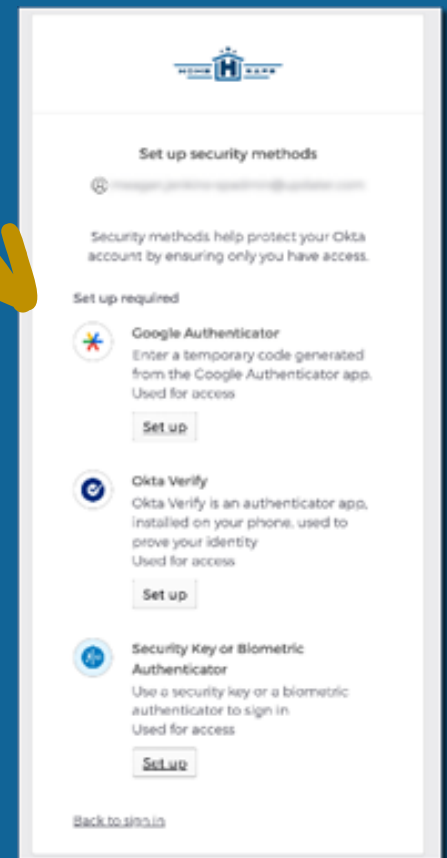 HOME H SAFE
Set up security methods
Security methods help protect your Okta
account by ensuring only you have access.
Set up required
Google Authenticator
Enter a temporary code generated
from the Google Authenticator app.
Used for access
Set up
Okta Verify
Okta Verify is an authenticator app,
installed on your phone, used to
prove your identity
Used for access
Set up
Security Key or Biometric
Authenticator
Use a security key or a biometric
authenticator to sign in
Used for access
Set up
Back to sign in